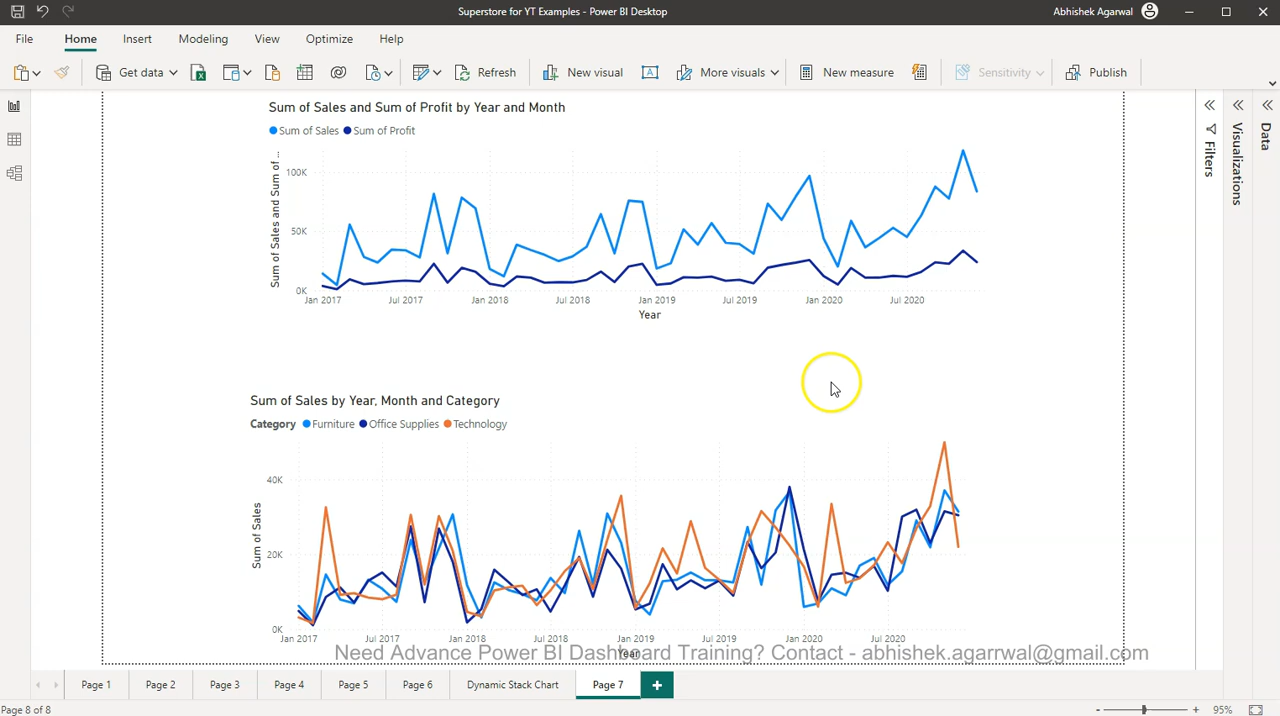 Superstore for YT Examples - Power BI Desktop
Abhishek Agarwal
File Home Insert Modeling View Optimize Help
Get data Refresh New visual More visuals New measure Sensitivity Publish
Sum of Sales and Sum of Profit by Year and Month
Sum of Sales Sum of Profit
Sum of Sales and Sum of ...
100K
50K
0K
Jan 2017 Jul 2017 Jan 2018 Jul 2018 Jan 2019 Jul 2019 Jan 2020 Jul 2020
Year
Sum of Sales by Year, Month and Category
Category Furniture Office Supplies Technology
Sum of Sales
40K
20K
0K
Jan 2017 Jul 2017 Jan 2018 Jul 2018 Jan 2019 Jul 2019 Jan 2020 Jul 2020
Year
Need Advance Power BI Dashboard Training? Contact - abhishek.agarrwal@gmail.com
Filters
Visualizations
Data
Page 1 Page 2 Page 3 Page 4 Page 5 Page 6 Dynamic Stack Chart Page 7
Page 8 of 8
- + 95%